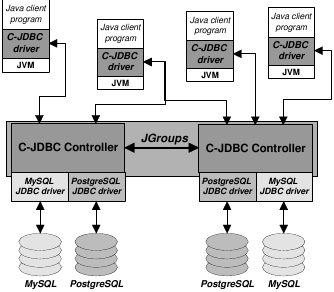 Java client
program
C-JDBC
driver
JVM
Java client
program
C-JDBC
driver
JVM
Java client
program
C-JDBC
driver
JVM
Java client
program
C-JDBC
driver
JVM
C-JDBC Controller
JGroups
C-JDBC Controller
MySQL
JDBC driver
PostgreSQL
JDBC driver
PostgreSQL
JDBC driver
MySQL
JDBC driver
MySQL
PostgreSQL
PostgreSQL
MySQL